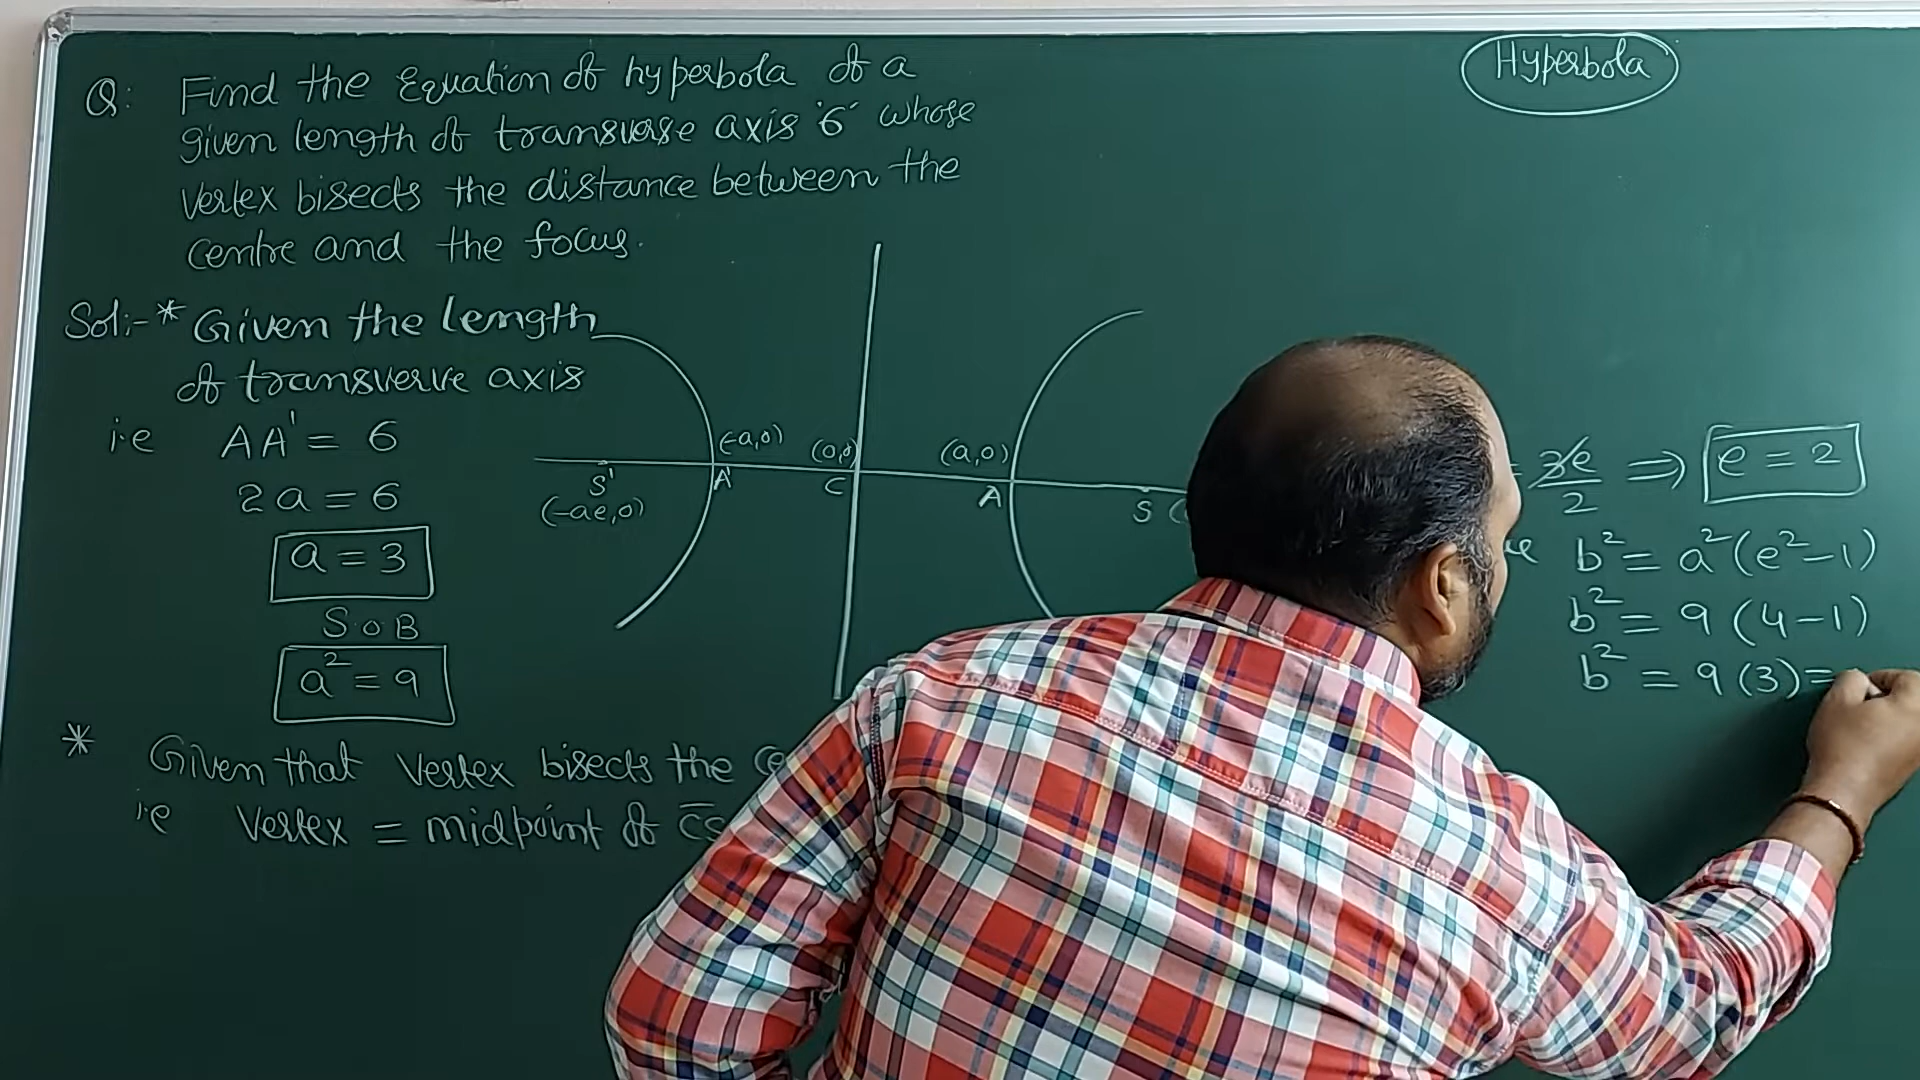 Hyperbola
Q: Find the Equation of hyperbola of a
given length of transverse axis '6' whose
vertex bisects the distance between the
centre and the focus.
Sol:- * Given the length
of transverve axis
i.e AA' = 6
2a = 6
a = 3
S.o.B
a² = 9
* Given that vertex bisects the
i.e vertex = midpoint of
(-a,0) (0,0) (a,0)
S' A' C A S
(-ae,0)
= 3e/2 ⇒ e = 2
b² = a²(e²-1)
b² = 9(4-1)
b² = 9(3) =